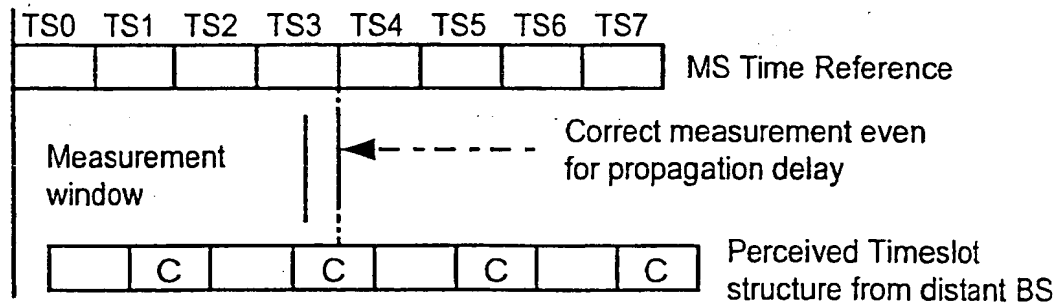 TS0 TS1 TS2 TS3 TS4 TS5 TS6 TS7
MS Time Reference
Measurement
window
Correct measurement even
for propagation delay
C C C C
Perceived Timeslot
structure from distant BS